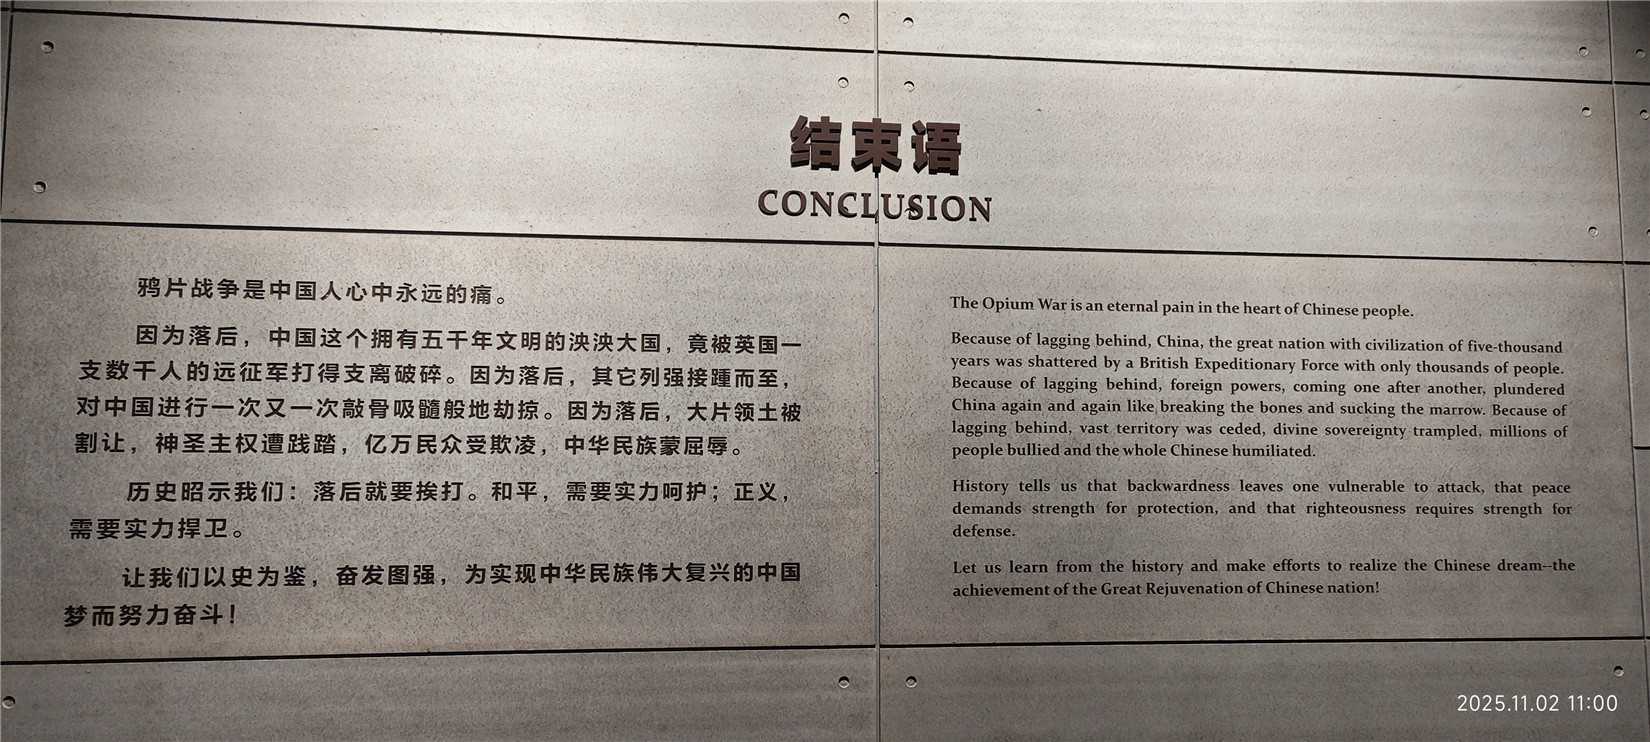 结束语
CONCLUSION
鸦片战争是中国人心中永远的痛。
因为落后，中国这个拥有五千年文明的泱泱大国，竟被英国一
支数千人的远征军打得支离破碎。因为落后，其它列强接踵而至，
对中国进行一次又一次敲骨吸髓般地劫掠。因为落后，大片领土被
割让，神圣主权遭践踏，亿万民众受欺凌，中华民族蒙屈辱。
历史昭示我们：落后就要挨打。和平，需要实力呵护；正义，
需要实力捍卫。
让我们以史为鉴，奋发图强，为实现中华民族伟大复兴的中国
梦而努力奋斗！
The Opium War is an eternal pain in the heart of Chinese people.
Because of lagging behind, China, the great nation with civilization of five-thousand
years was shattered by a British Expeditionary Force with only thousands of people.
Because of lagging behind, foreign powers, coming one after another, plundered
China again and again like breaking the bones and sucking the marrow. Because of
lagging behind, vast territory was ceded, divine sovereignty trampled, millions of
people bullied and the whole Chinese humiliated.
History tells us that backwardness leaves one vulnerable to attack, that peace
demands strength for protection, and that righteousness requires strength for
defense.
Let us learn from the history and make efforts to realize the Chinese dream--the
achievement of the Great Rejuvenation of Chinese nation!
2025.11.02 11:00